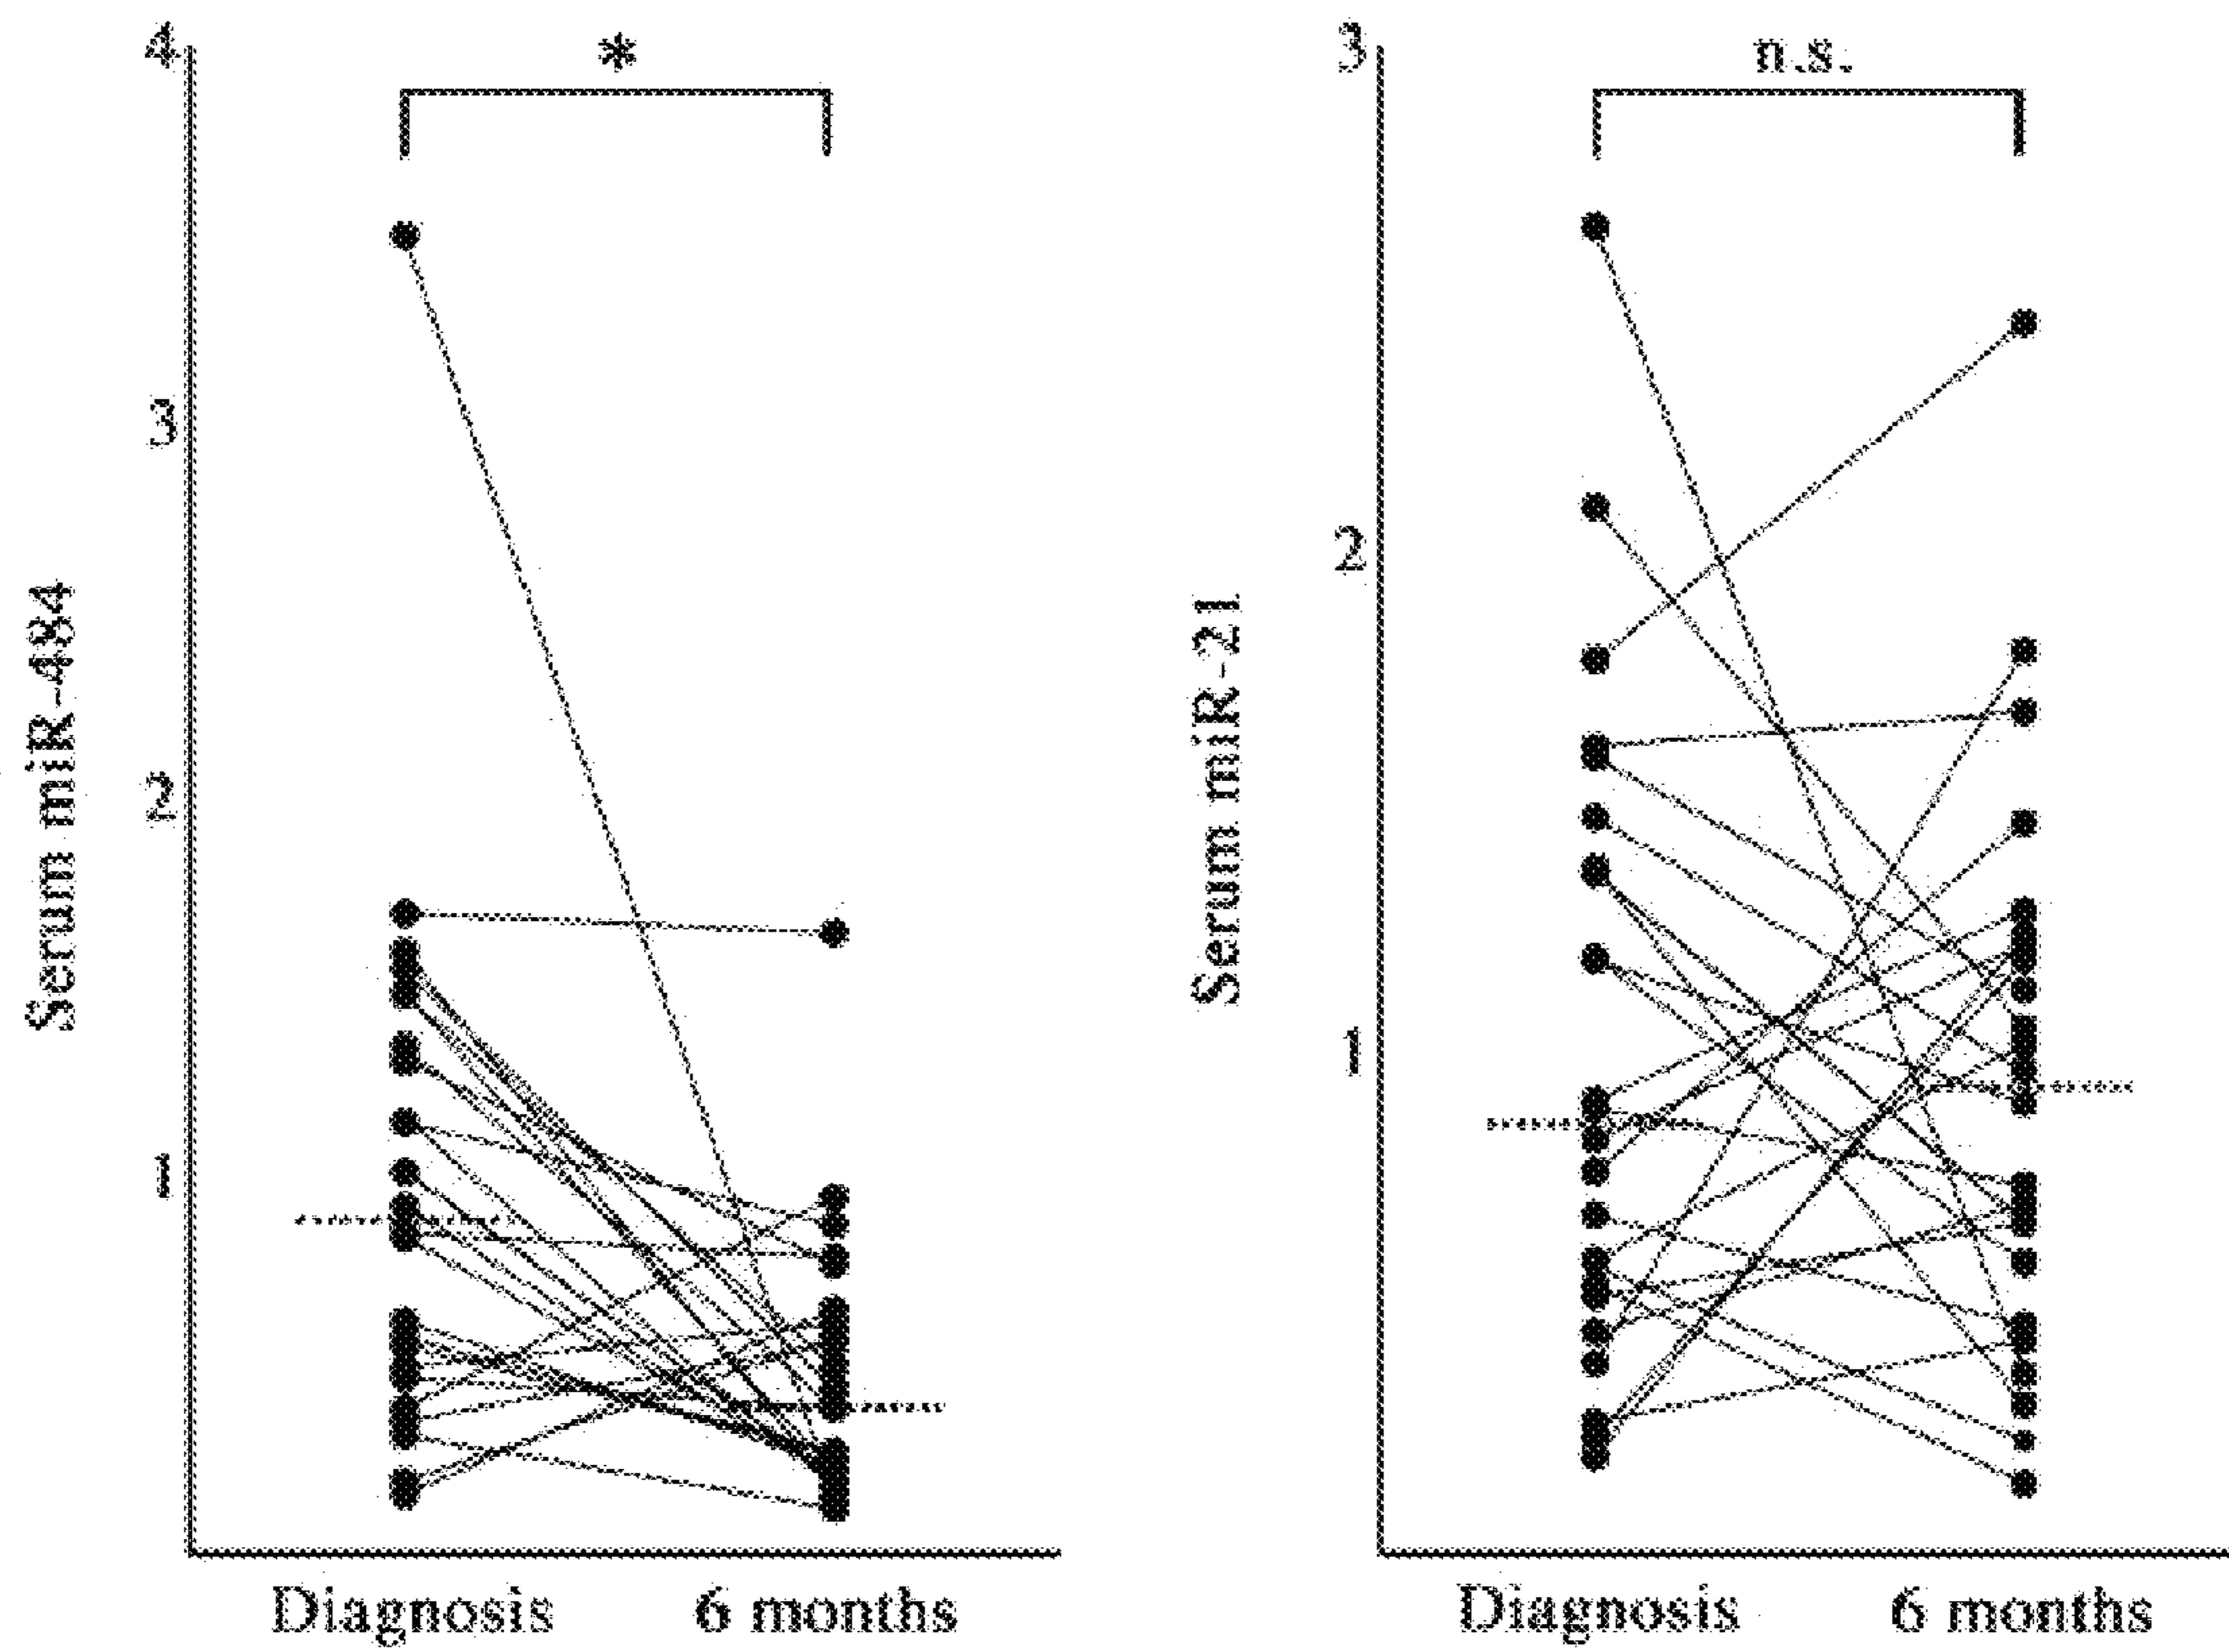 4
*
3
Serum miR-484
2
1
Diagnosis
6 months
3
n.s.
2
Serum miR-21
1
Diagnosis
6 months